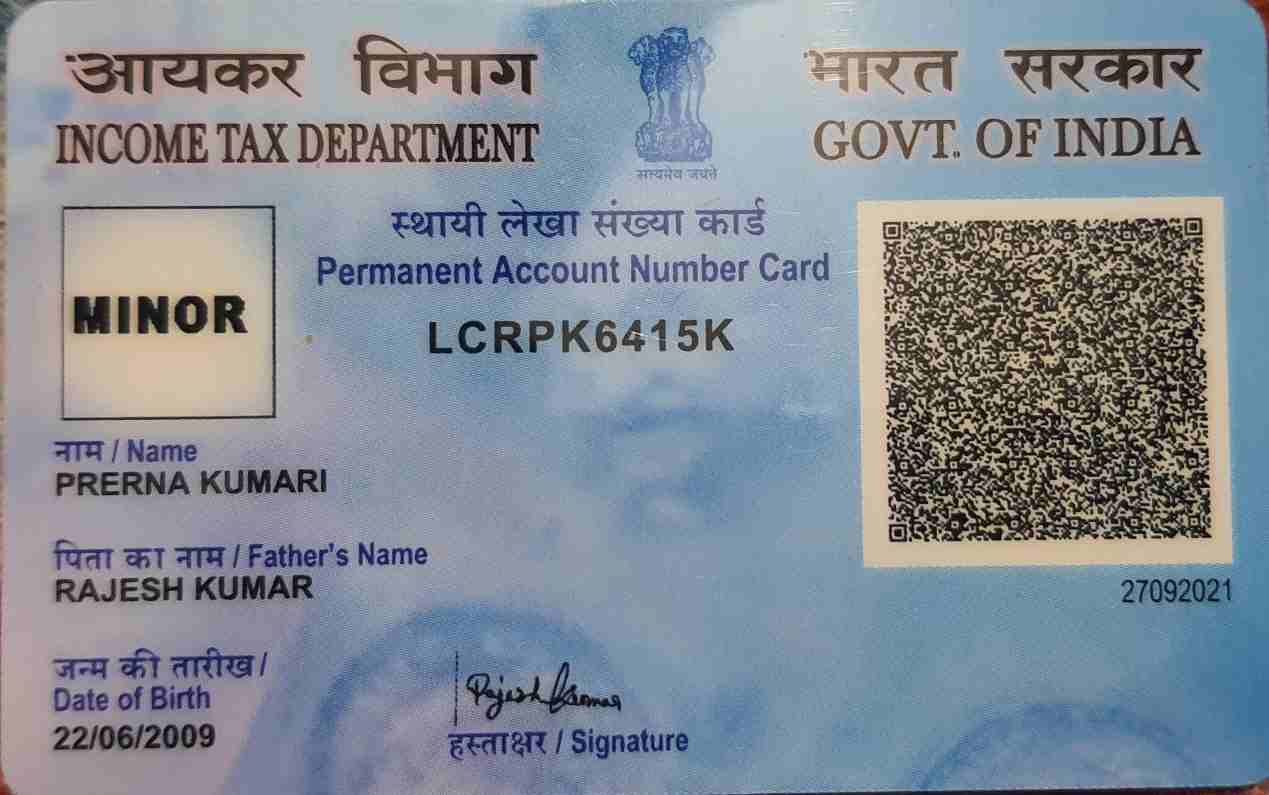 आयकर विभाग
INCOME TAX DEPARTMENT
सत्यमेव जयते
भारत सरकार
GOVT. OF INDIA
स्थायी लेखा संख्या कार्ड
Permanent Account Number Card
LCRPK6415K
MINOR
नाम / Name
PRERNA KUMARI
पिता का नाम / Father's Name
RAJESH KUMAR
जन्म की तारीख /
Date of Birth
22/06/2009
Rajesh Kumar
हस्ताक्षर / Signature
27092021